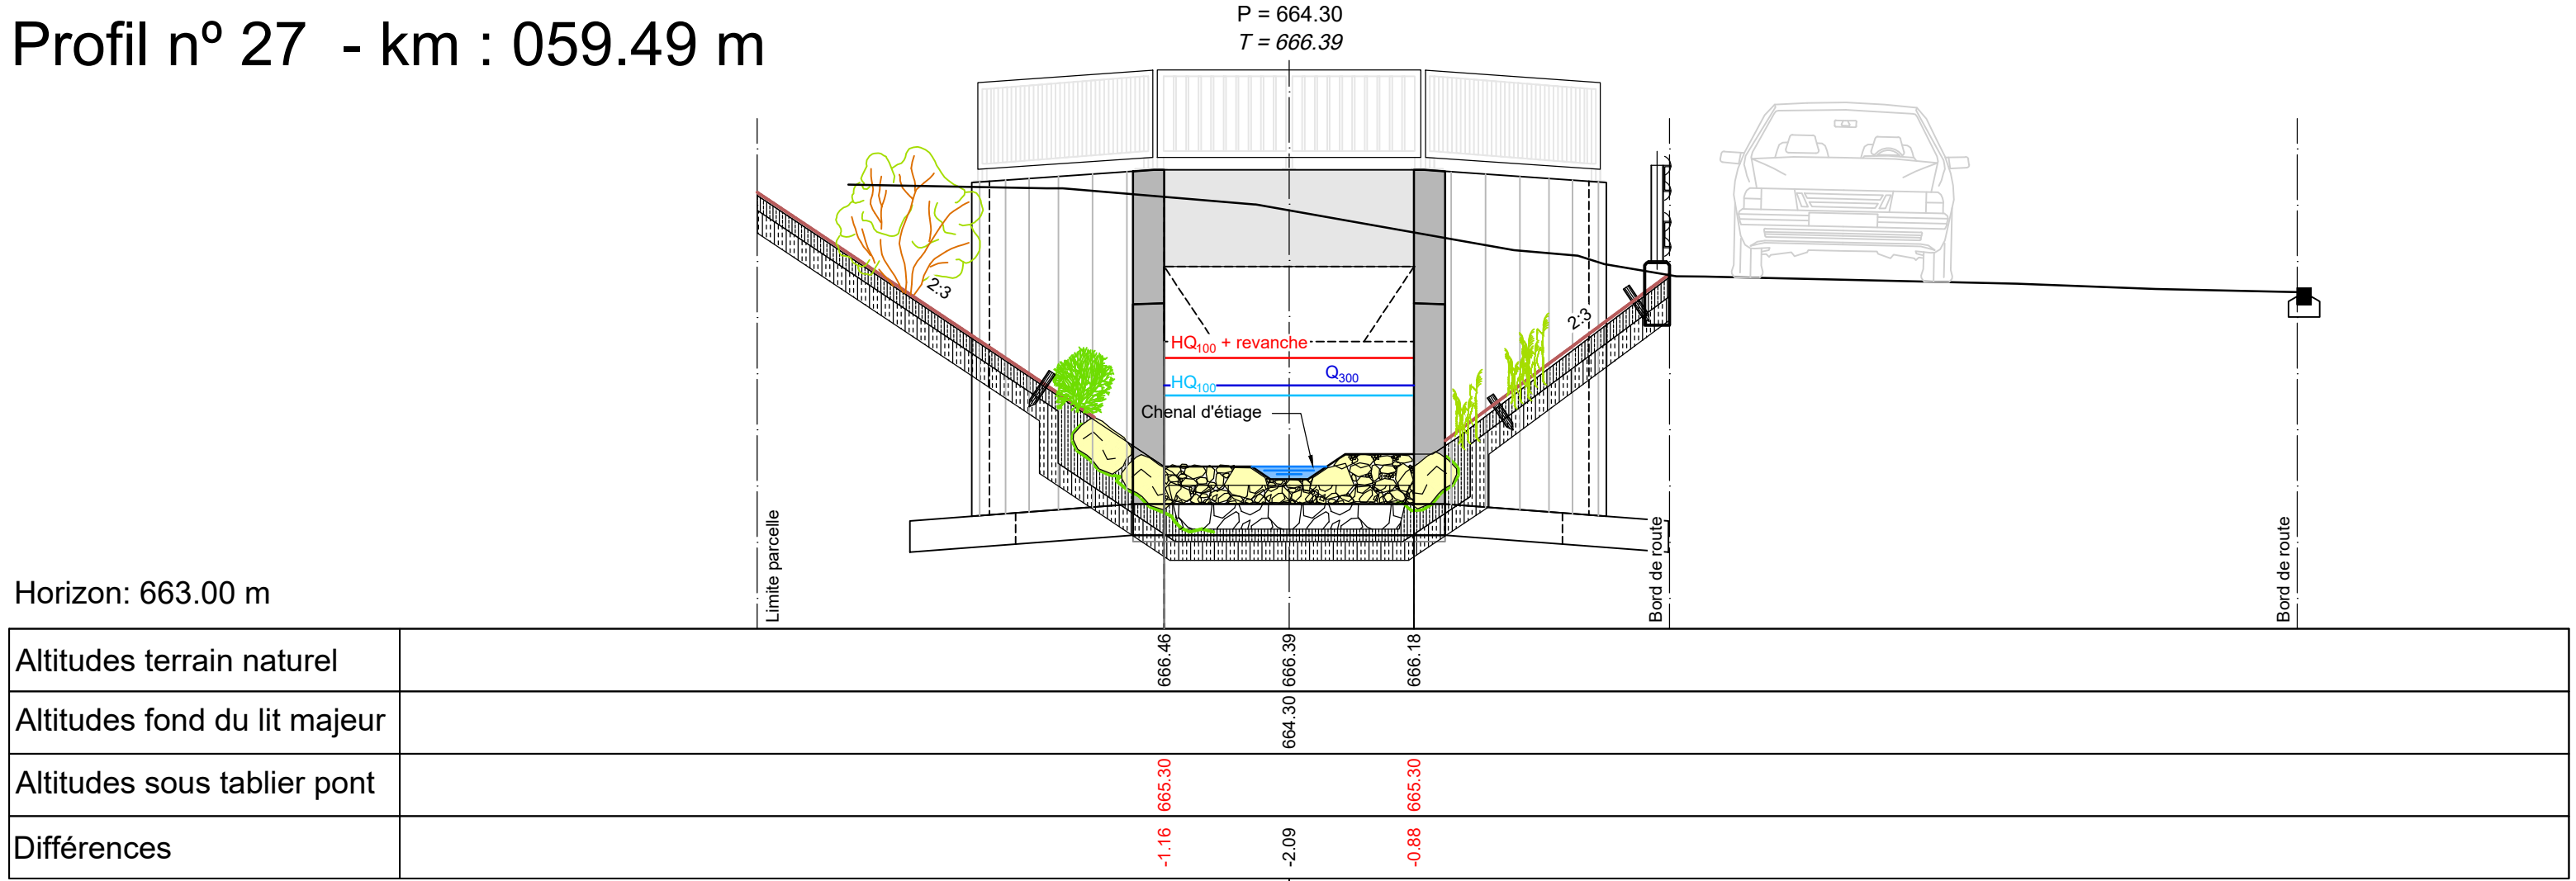 Profil nº 27 - km : 059.49 m
P = 664.30
T = 666.39
2:3
2:3
HQ100 + revanche
Q300
HQ100
Chenal d'étiage
Limite parcelle
Bord de route
Bord de route
Horizon: 663.00 m
Altitudes terrain naturel 666.46 666.39 666.18
Altitudes fond du lit majeur 664.30
Altitudes sous tablier pont 665.30 665.30
Différences -1.16 -2.09 -0.88